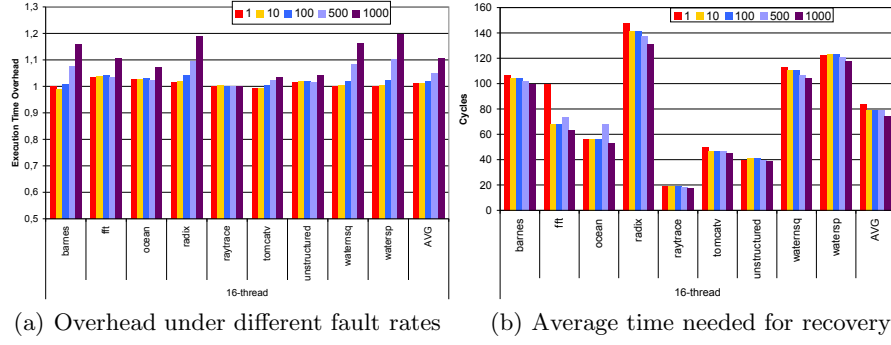 1 10 100 500 1000
1,3
1,2
1,1
1
0,9
0,8
0,7
0,6
0,5
Execution Time Overhead
barnes
fft
ocean
radix
raytrace
tomcatv
unstructured
waternsq
watersp
AVG
16-thread
(a) Overhead under different fault rates
1 10 100 500 1000
160
140
120
100
80
60
40
20
0
Cycles
barnes
fft
ocean
radix
raytrace
tomcatv
unstructured
waternsq
watersp
AVG
16-thread
(b) Average time needed for recovery